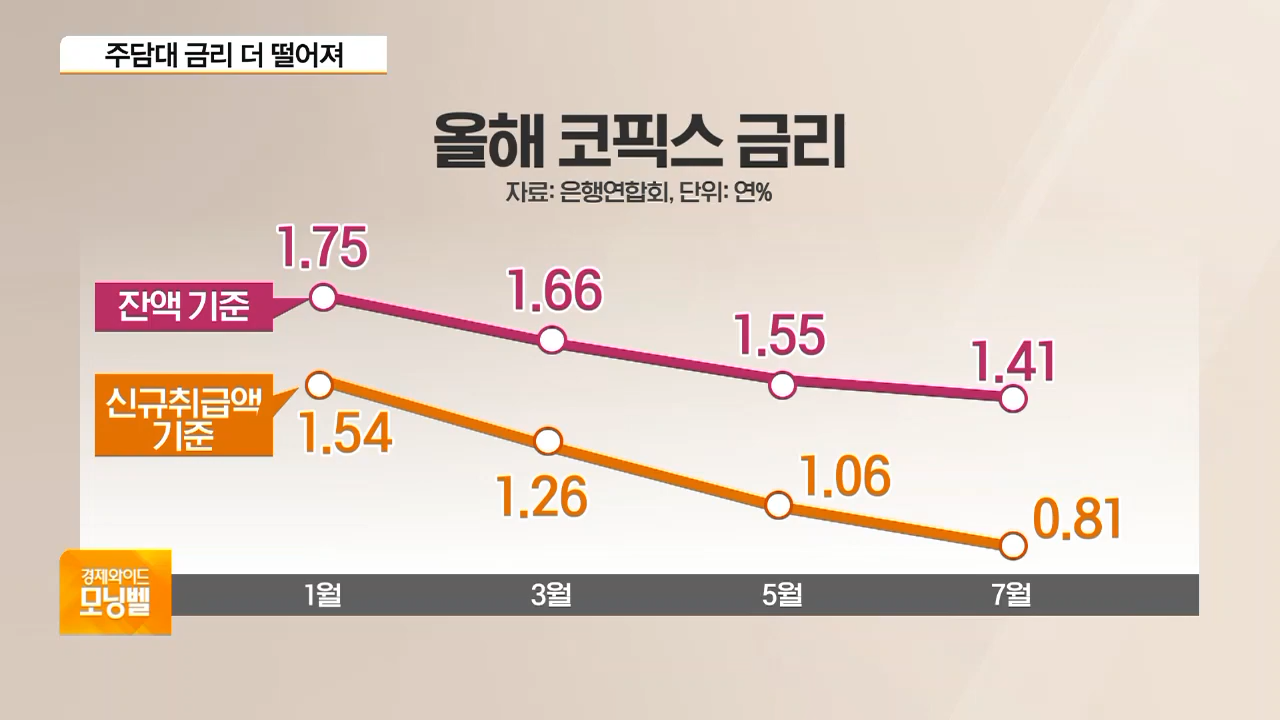 주담대 금리 더 떨어져
올해 코픽스 금리
자료: 은행연합회, 단위: 연%
1.75
1.66
1.55
1.41
잔액 기준
신규취급액
기준
1.54
1.26
1.06
0.81
경제와이드
모닝벨
1월
3월
5월
7월